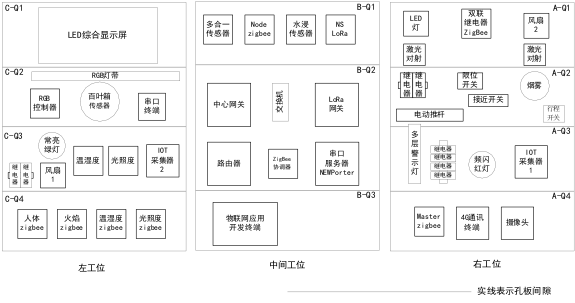 C-Q1
LED综合显示屏
C-Q2
RGB灯带
RGB
控制器
百叶箱
传感器
串口
终端
C-Q3
常亮
绿灯
继电器
继电器
风扇
1
温湿度
光照度
IOT
采集器
2
C-Q4
人体
zigbee
火焰
zigbee
温湿度
zigbee
光照度
zigbee
左工位
B-Q1
多合一
传感器
Node
zigbee
水浸
传感器
NS
LoRa
B-Q2
中心网关
交换机
LoRa
网关
路由器
ZigBee
协调器
串口
服务器
NEWPorter
B-Q3
物联网应用
开发终端
中间工位
A-Q1
LED
灯
双联
继电器
ZigBee
风扇
2
激光
对射
激光
对射
A-Q2
继电器
继电器
限位
开关
烟雾
接近开关
电动推杆
行程
开关
A-Q3
多层警示灯
继电器
继电器
继电器
继电器
频闪
红灯
IOT
采集器
1
A-Q4
Master
zigbee
4G通讯
终端
摄像头
右工位
实线表示孔板间隙